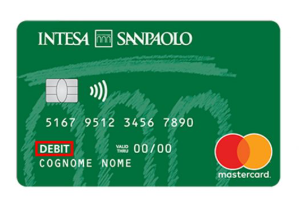 INTESA SANPAOLO
5167 9512 3456 7890
DEBIT VALID THRU 00/00
COGNOME NOME
mastercard.